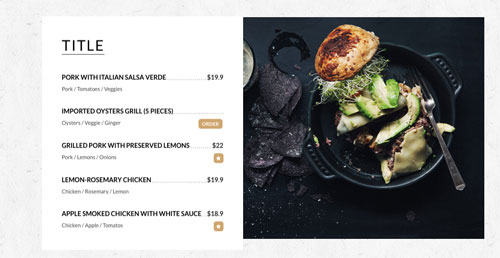 TITLE
PORK WITH ITALIAN SALSA VERDE $19.9
Pork / Tomatoes / Veggies
IMPORTED OYSTERS GRILL (5 PIECES)
Oysters / Veggie / Ginger ORDER
GRILLED PORK WITH PRESERVED LEMONS $22
Pork / Lemons / Onions
LEMON-ROSEMARY CHICKEN $19.9
Chicken / Rosemary / Lemon
APPLE SMOKED CHICKEN WITH WHITE SAUCE $18.9
Chicken / Apple / Tomatos